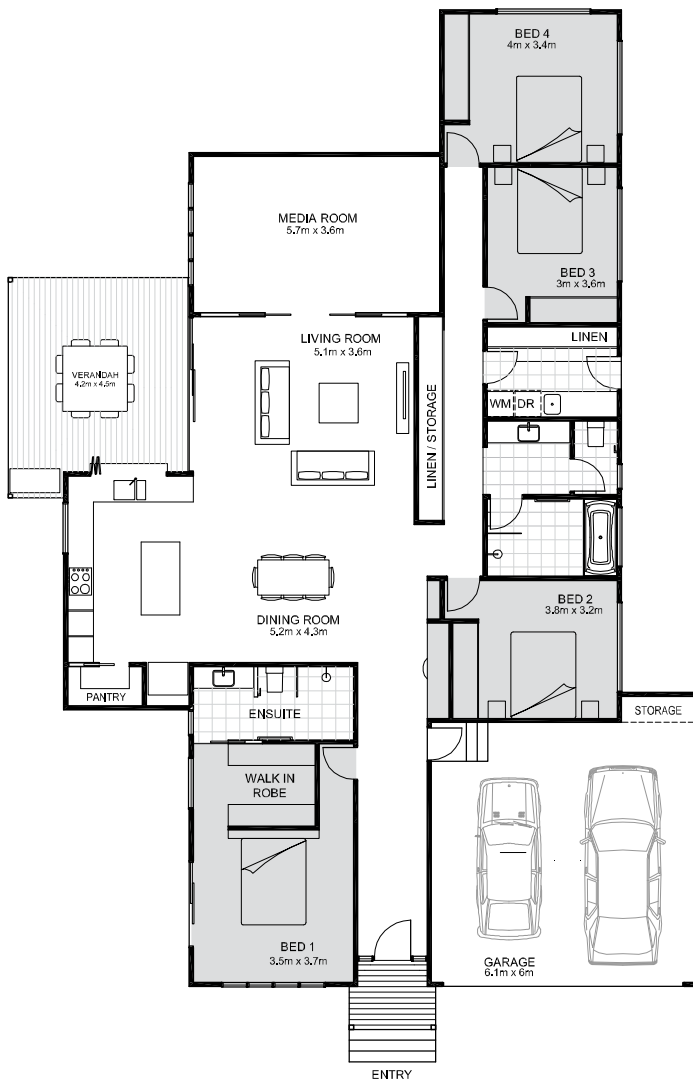 BED 4
4m x 3.4m
MEDIA ROOM
5.7m x 3.6m
BED 3
3m x 3.6m
LIVING ROOM
5.1m x 3.6m
LINEN
VERANDAH
4.2m x 4.5m
WM DR
LINEN / STORAGE
BED 2
3.8m x 3.2m
DINING ROOM
5.2m x 4.3m
PANTRY
ENSUITE
STORAGE
WALK IN
ROBE
BED 1
3.5m x 3.7m
GARAGE
6.1m x 6m
ENTRY